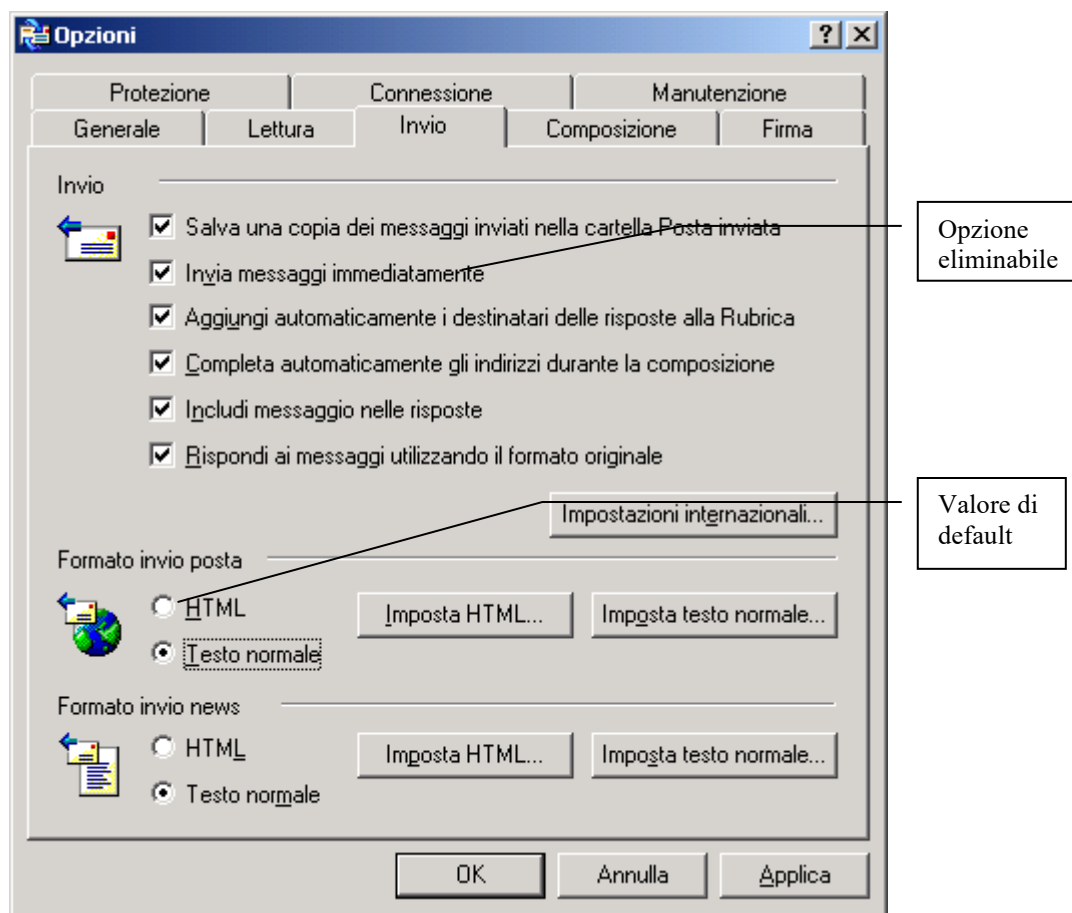 Opzioni
Protezione Connessione Manutenzione
Generale Lettura Invio Composizione Firma
Invio
Salva una copia dei messaggi inviati nella cartella Posta inviata
Opzione
eliminabile
Invia messaggi immediatamente
Aggiungi automaticamente i destinatari delle risposte alla Rubrica
Completa automaticamente gli indirizzi durante la composizione
Includi messaggio nelle risposte
Rispondi ai messaggi utilizzando il formato originale
Impostazioni internazionali...
Valore di
default
Formato invio posta
HTML Imposta HTML... Imposta testo normale...
Testo normale
Formato invio news
HTML Imposta HTML... Imposta testo normale...
Testo normale
OK Annulla Applica